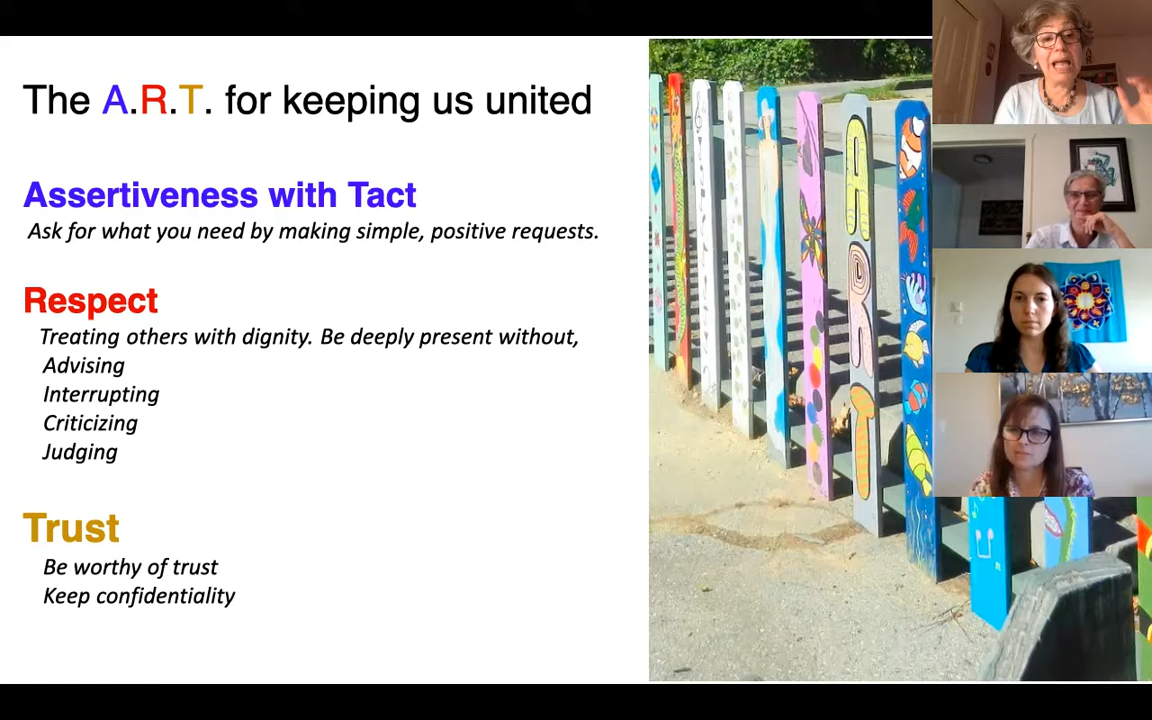 The A.R.T. for keeping us united
Assertiveness with Tact
Ask for what you need by making simple, positive requests.
Respect
Treating others with dignity. Be deeply present without,
Advising
Interrupting
Criticizing
Judging
Trust
Be worthy of trust
Keep confidentiality
A
R
T